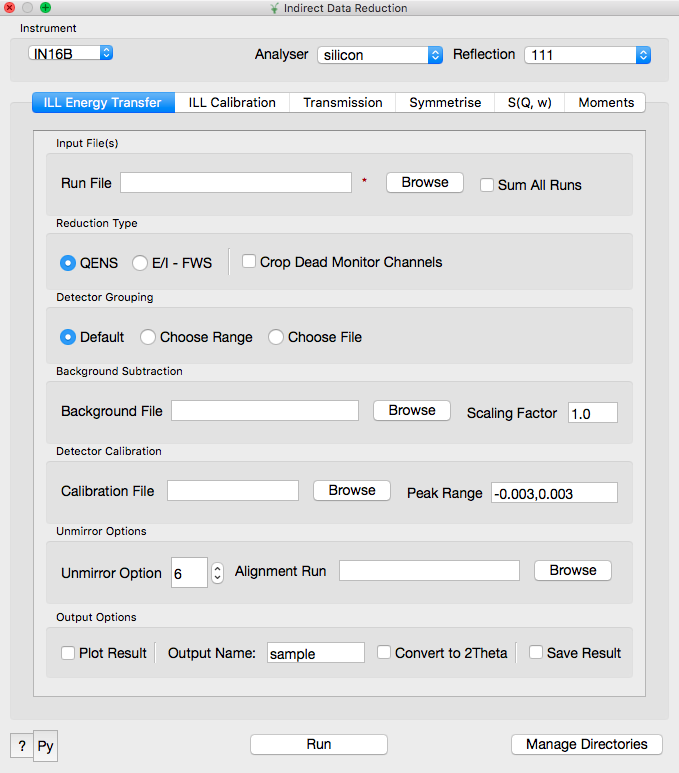 Indirect Data Reduction
Instrument
IN16B Analyser silicon Reflection 111
ILL Energy Transfer ILL Calibration Transmission Symmetrise S(Q, w) Moments
Input File(s)
Run File * Browse Sum All Runs
Reduction Type
QENS E/I - FWS Crop Dead Monitor Channels
Detector Grouping
Default Choose Range Choose File
Background Subtraction
Background File Browse Scaling Factor 1.0
Detector Calibration
Calibration File Browse Peak Range -0.003,0.003
Unmirror Options
Unmirror Option 6 Alignment Run Browse
Output Options
Plot Result Output Name: sample Convert to 2Theta Save Result
? Py Run Manage Directories